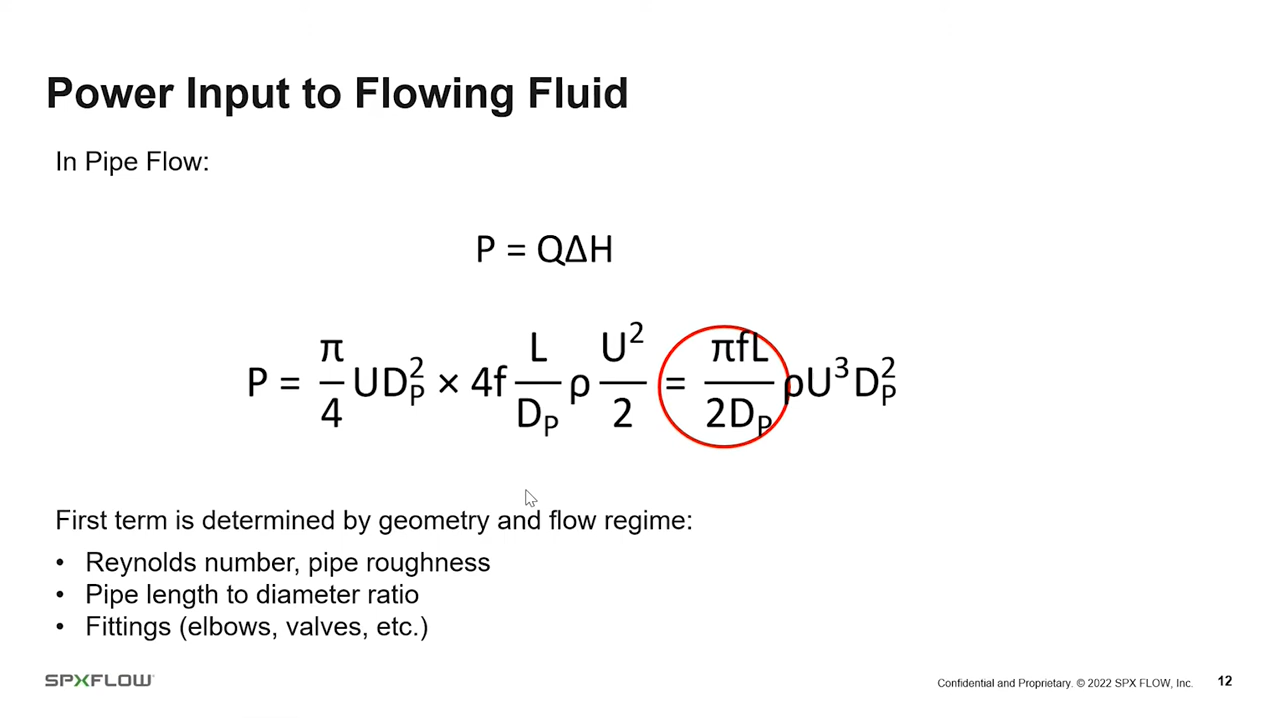 Power Input to Flowing Fluid
In Pipe Flow:
P = QΔH
P = π/4 UD_P^2 × 4f L/D_P ρ U^2/2 = πfL/2D_P ρU^3D_P^2
First term is determined by geometry and flow regime:
• Reynolds number, pipe roughness
• Pipe length to diameter ratio
• Fittings (elbows, valves, etc.)
SPXFLOW
Confidential and Proprietary. © 2022 SPX FLOW, Inc. 12